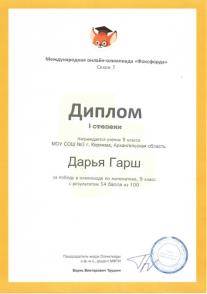 Международная онлайн-олимпиада «Фоксфорда»
Сезон
Диплом
I степени
награждается ученик 9 класса
МОУ СОШ №1 г. Коряжма, Архангельская область
Дарья Гарш
за победу в олимпиаде по математике, 9 класс
с результатом 54 балла из 100
Председатель жюри Олимпиады
к.ф.-м.н., доцент МФТИ
Борис Викторович Трушин